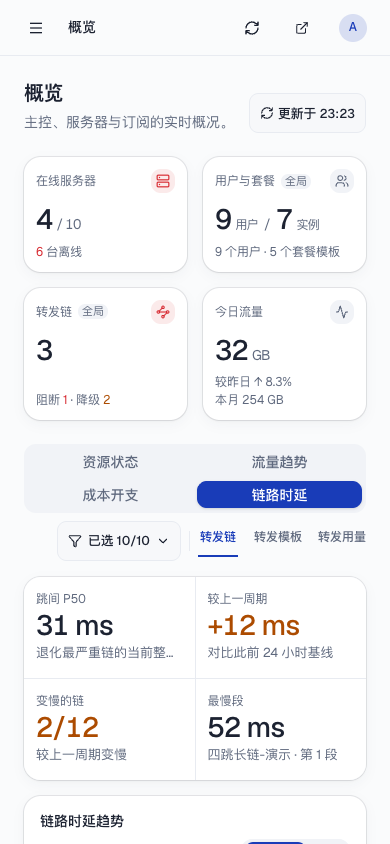 概览
A
概览
主控、服务器与订阅的实时概况。
更新于 23:23
在线服务器
4 / 10
6 台离线
用户与套餐 全局
9 用户 / 7 实例
9 个用户 · 5 个套餐模板
转发链 全局
3
阻断 1 · 降级 2
今日流量
32 GB
较昨日 ↑ 8.3%
本月 254 GB
资源状态
流量趋势
成本开支
链路时延
已选 10/10
转发链
转发模板
转发用量
跳间 P50
31 ms
退化最严重链的当前整…
较上一周期
+12 ms
对比此前 24 小时基线
变慢的链
2/12
较上一周期变慢
最慢段
52 ms
四跳长链-演示 · 第 1 段
链路时延趋势